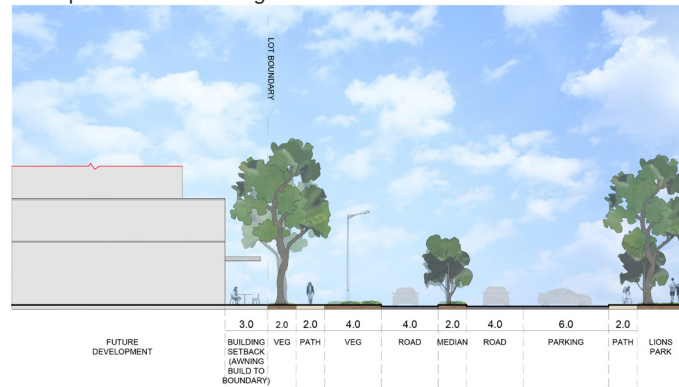 LOT BOUNDARY
3.0 2.0 2.0 4.0 4.0 2.0 4.0 6.0 2.0
FUTURE
DEVELOPMENT
BUILDING
SETBACK
(AWNING
BUILD TO
BOUNDARY)
VEG
PATH
VEG
ROAD
MEDIAN
ROAD
PARKING
PATH
LIONS
PARK